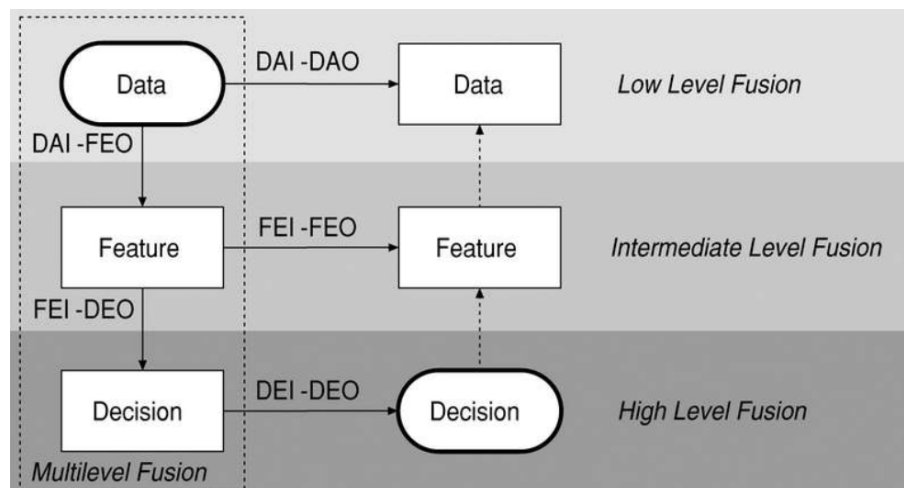 Data
DAI -DAO
Data
Low Level Fusion
DAI -FEO
Feature
FEI -FEO
Feature
Intermediate Level Fusion
FEI -DEO
Decision
DEI -DEO
Decision
High Level Fusion
Multilevel Fusion